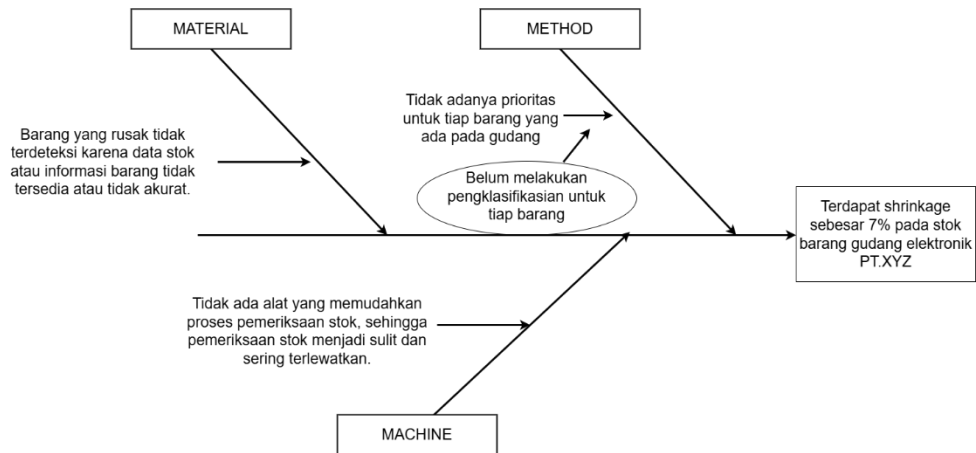 MATERIAL
METHOD
Tidak adanya prioritas
untuk tiap barang yang
ada pada gudang
Barang yang rusak tidak
terdeteksi karena data stok
atau informasi barang tidak
tersedia atau tidak akurat.
Belum melakukan
pengklasifikasian untuk
tiap barang
Terdapat shrinkage
sebesar 7% pada stok
barang gudang elektronik
PT.XYZ
Tidak ada alat yang memudahkan
proses pemeriksaan stok, sehingga
pemeriksaan stok menjadi sulit dan
sering terlewatkan.
MACHINE